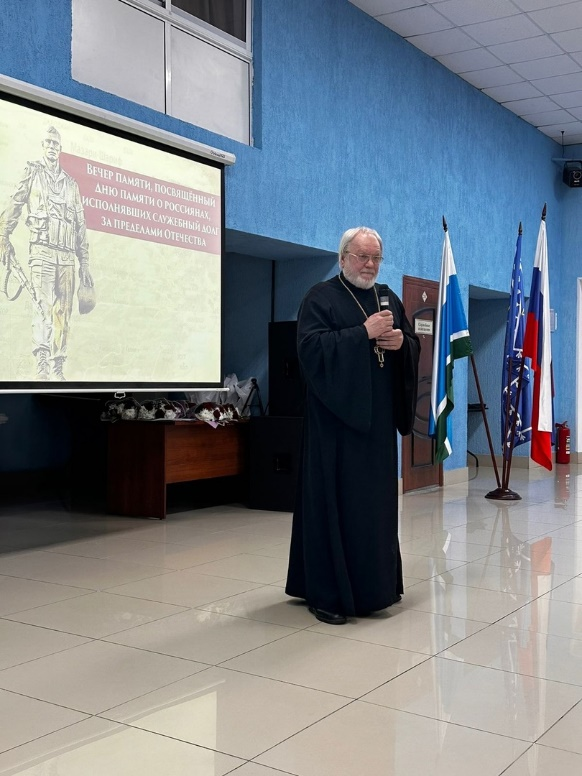 Вечер памяти, посвящённый
Дню памяти о россиянах,
исполнявших служебный долг
за пределами Отечества